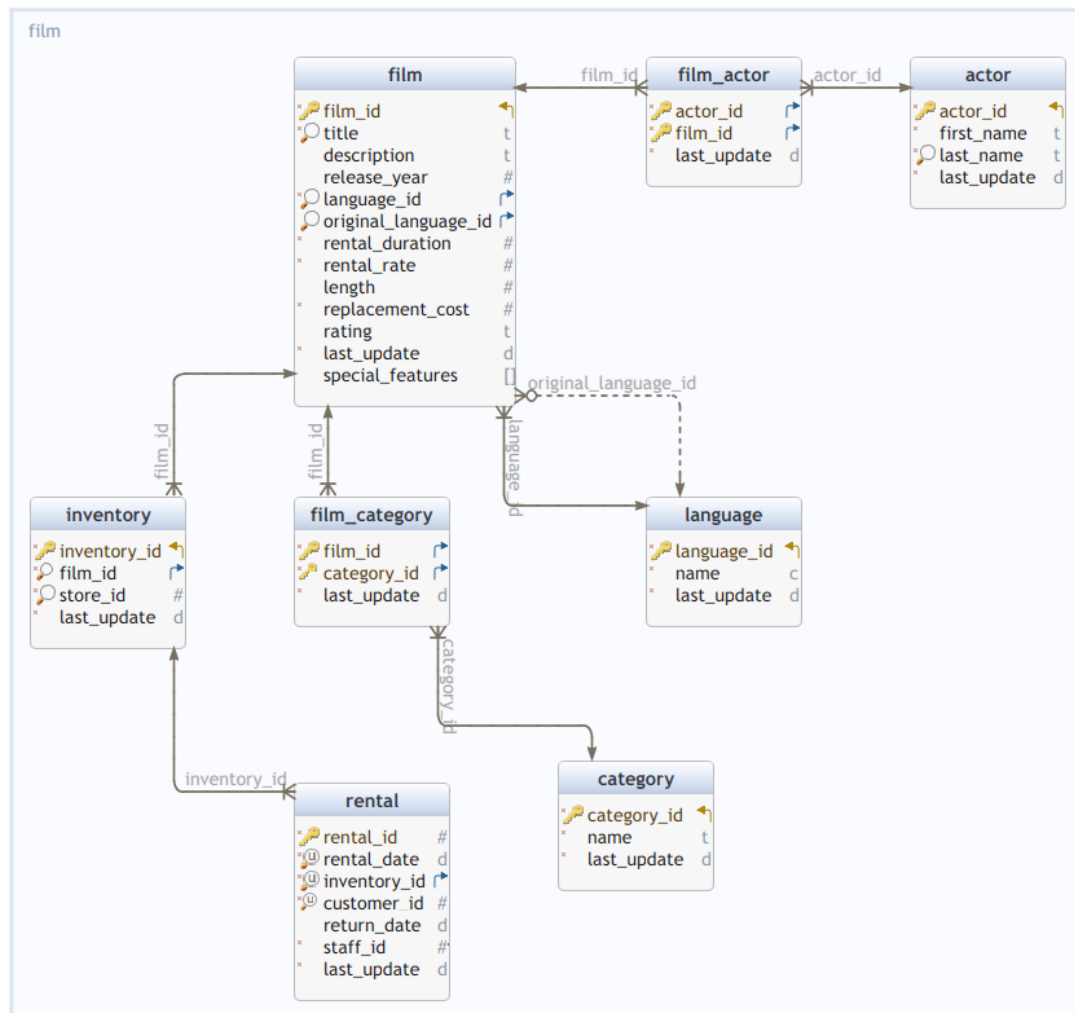 film
film
film_id
title t
description t
release_year #
language_id
original_language_id
rental_duration #
rental_rate #
length #
replacement_cost #
rating t
last_update d
special_features []
film_id
film_actor
actor_id
film_id
last_update d
actor_id
actor
actor_id
first_name t
last_name t
last_update d
original_language_id
language_id
film_id
film_id
inventory
inventory_id
film_id
store_id #
last_update d
film_category
film_id
category_id
last_update d
language
language_id
name c
last_update d
category_id
inventory_id
rental
rental_id #
u rental_date d
u inventory_id
u customer_id #
return_date d
staff_id #
last_update d
category
category_id
name t
last_update d